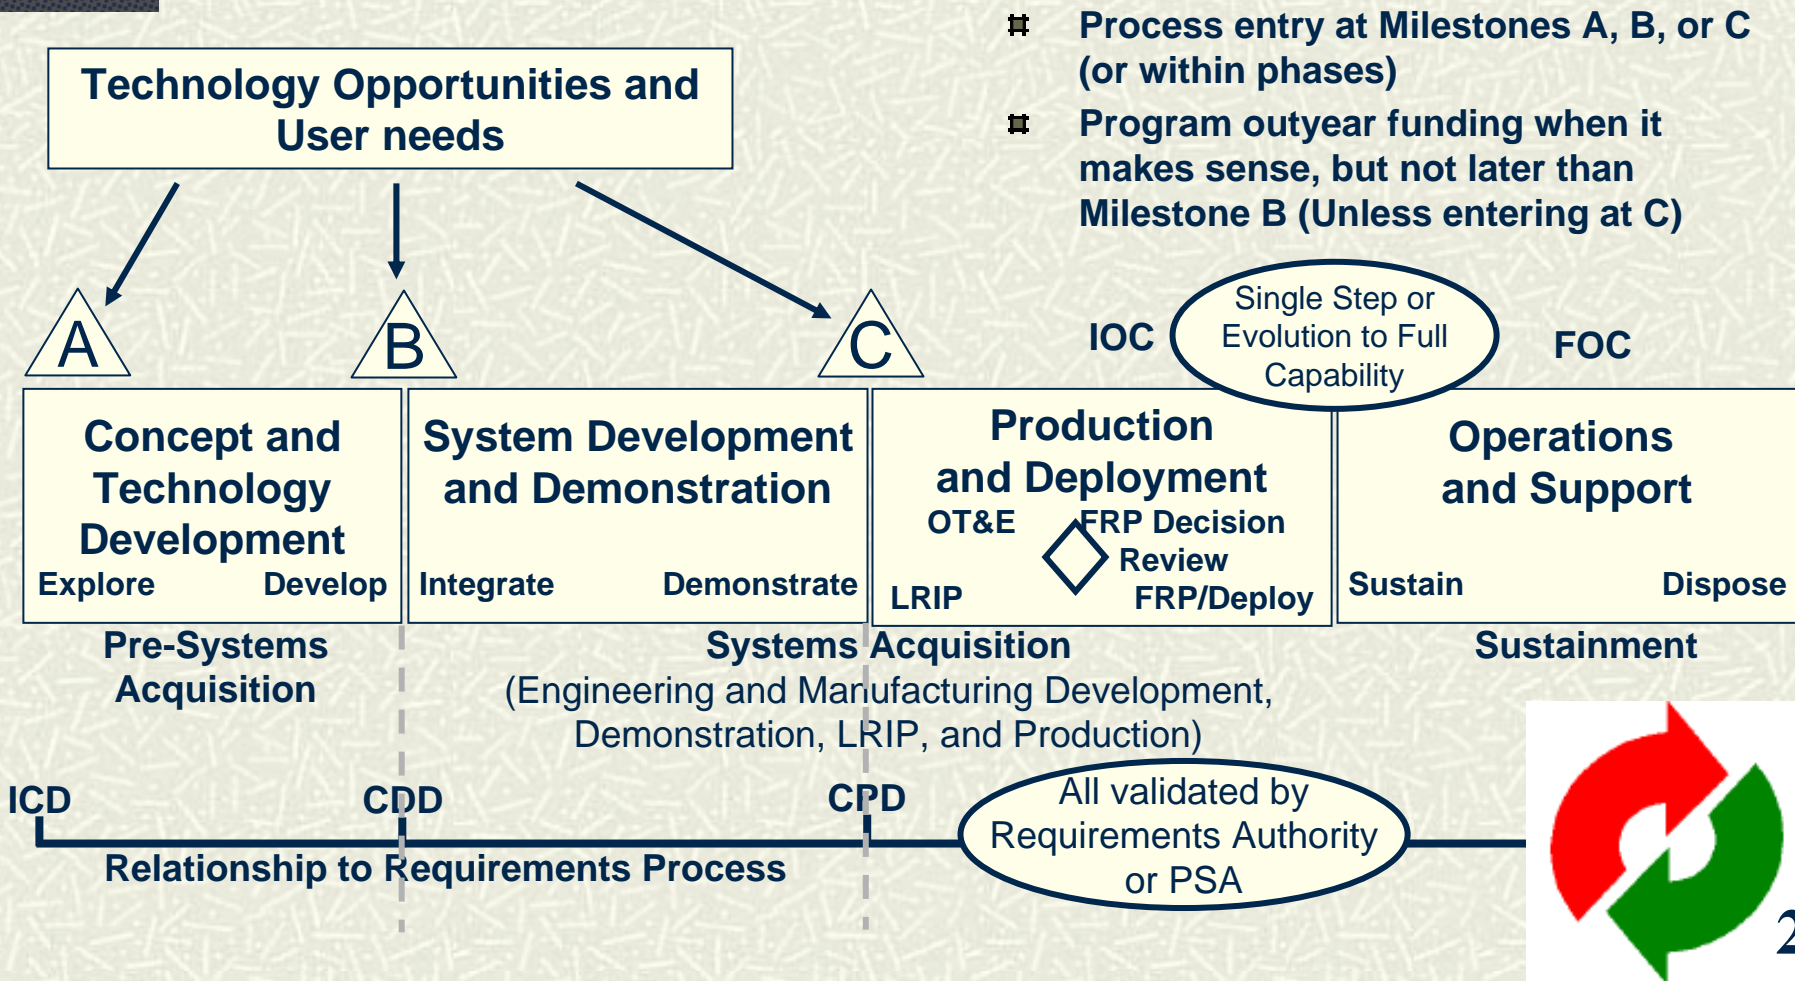 Process entry at Milestones A, B, or C
(or within phases)
Program outyear funding when it
makes sense, but not later than
Milestone B (Unless entering at C)
Technology Opportunities and
User needs
A
B
C
IOC
Single Step or
Evolution to Full
Capability
FOC
Concept and
Technology
Development
Explore Develop
System Development
and Demonstration
Integrate Demonstrate
Production
and Deployment
OT&E FRP Decision
Review
LRIP FRP/Deploy
Operations
and Support
Sustain Dispose
Pre-Systems
Acquisition
Systems Acquisition
(Engineering and Manufacturing Development,
Demonstration, LRIP, and Production)
Sustainment
ICD CDD CPD
All validated by
Requirements Authority
or PSA
Relationship to Requirements Process
2